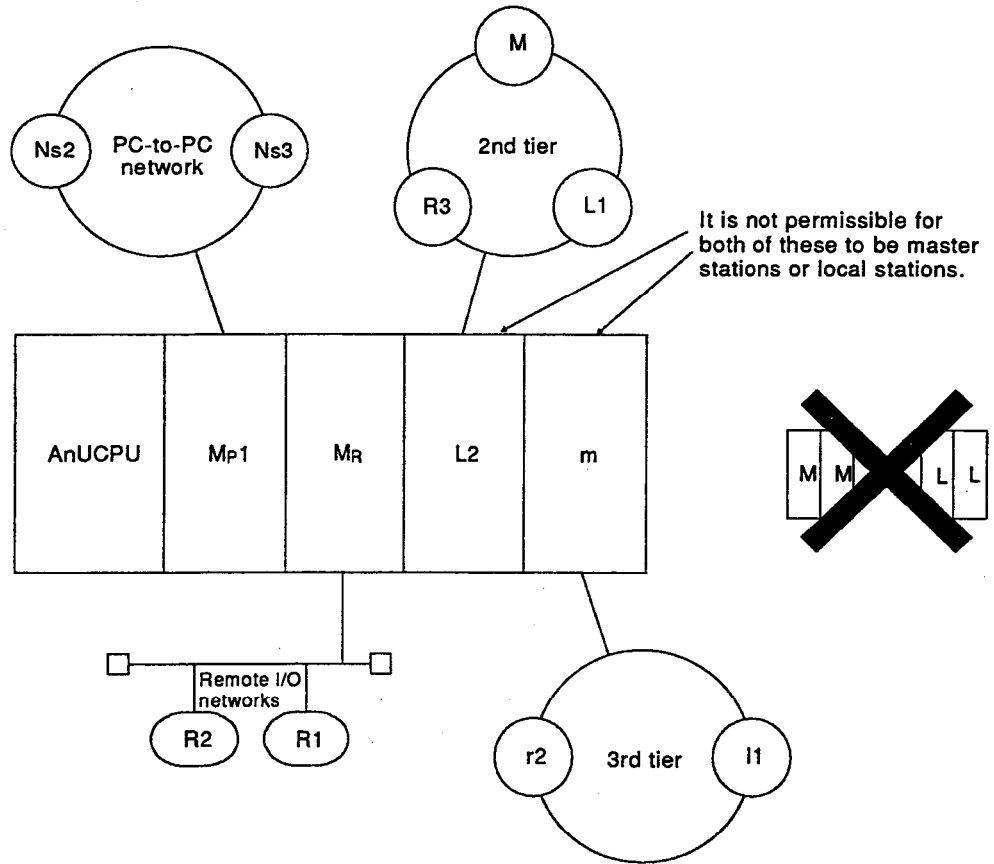 M
Ns2
PC-to-PC
network
Ns3
2nd tier
R3
L1
It is not permissible for
both of these to be master
stations or local stations.
AnUCPU
MP1
MR
L2
m
M
M
L
L
Remote I/O
networks
R2
R1
r2
3rd tier
l1